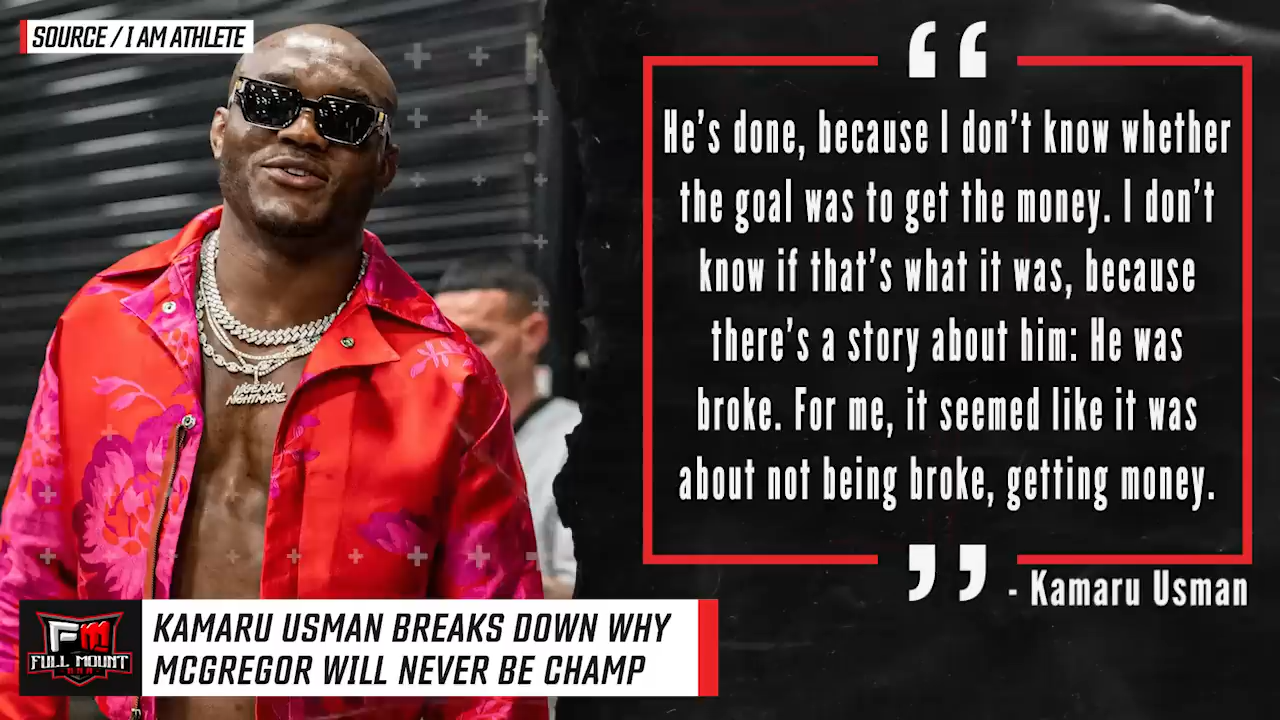 SOURCE / I AM ATHLETE
“
He’s done, because I don’t know whether
the goal was to get the money. I don’t
know if that’s what it was, because
there’s a story about him: He was
broke. For me, it seemed like it was
about not being broke, getting money.
”
- Kamaru Usman
NIGERIAN
NIGHTMARE
FM
FULL MOUNT
MMA
KAMARU USMAN BREAKS DOWN WHY
MCGREGOR WILL NEVER BE CHAMP